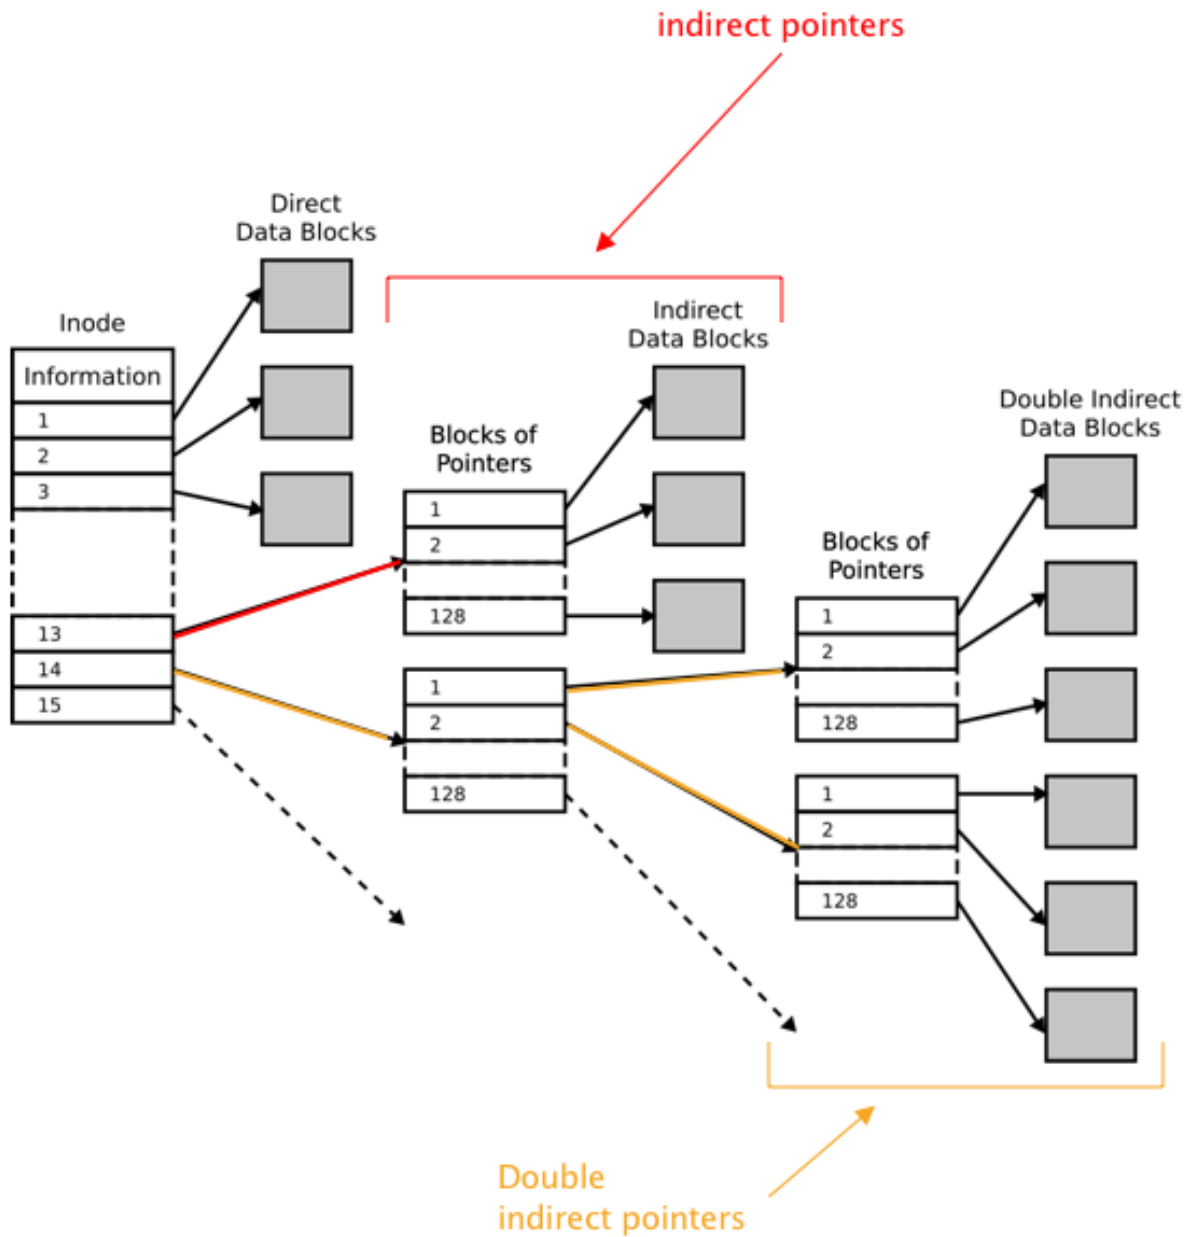 indirect pointers
Direct
Data Blocks
Inode
Information
1
2
3
13
14
15
Indirect
Data Blocks
Blocks of
Pointers
1
2
128
1
2
128
Double Indirect
Data Blocks
Blocks of
Pointers
1
2
128
1
2
128
Double
indirect pointers